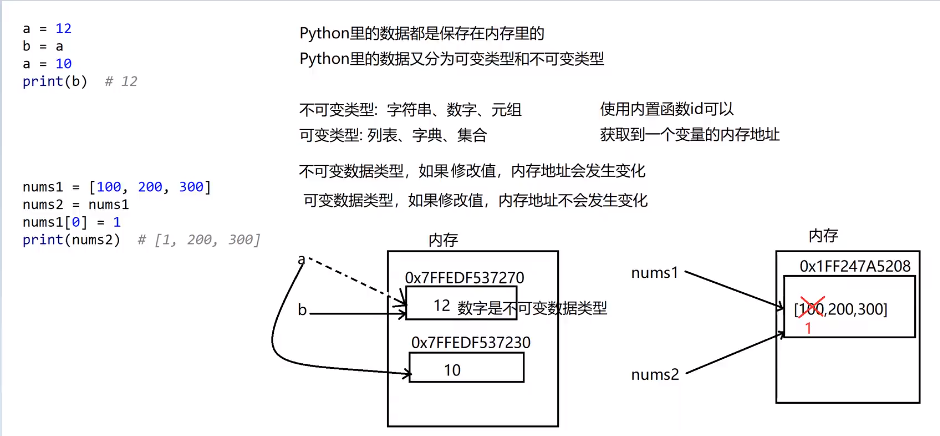 a = 12
b = a
a = 10
print(b)  # 12
Python里的数据都是保存在内存里的
Python里的数据又分为可变类型和不可变类型
不可变类型: 字符串、数字、元组
可变类型: 列表、字典、集合
使用内置函数id可以
获取到一个变量的内存地址
不可变数据类型，如果修改值，内存地址会发生变化
可变数据类型，如果修改值，内存地址不会发生变化
nums1 = [100, 200, 300]
nums2 = nums1
nums1[0] = 1
print(nums2)  # [1, 200, 300]
内存
a
0x7FFEDF537270
b
12 数字是不可变数据类型
0x7FFEDF537230
10
内存
0x1FF247A5208
nums1
[100,200,300]
1
nums2